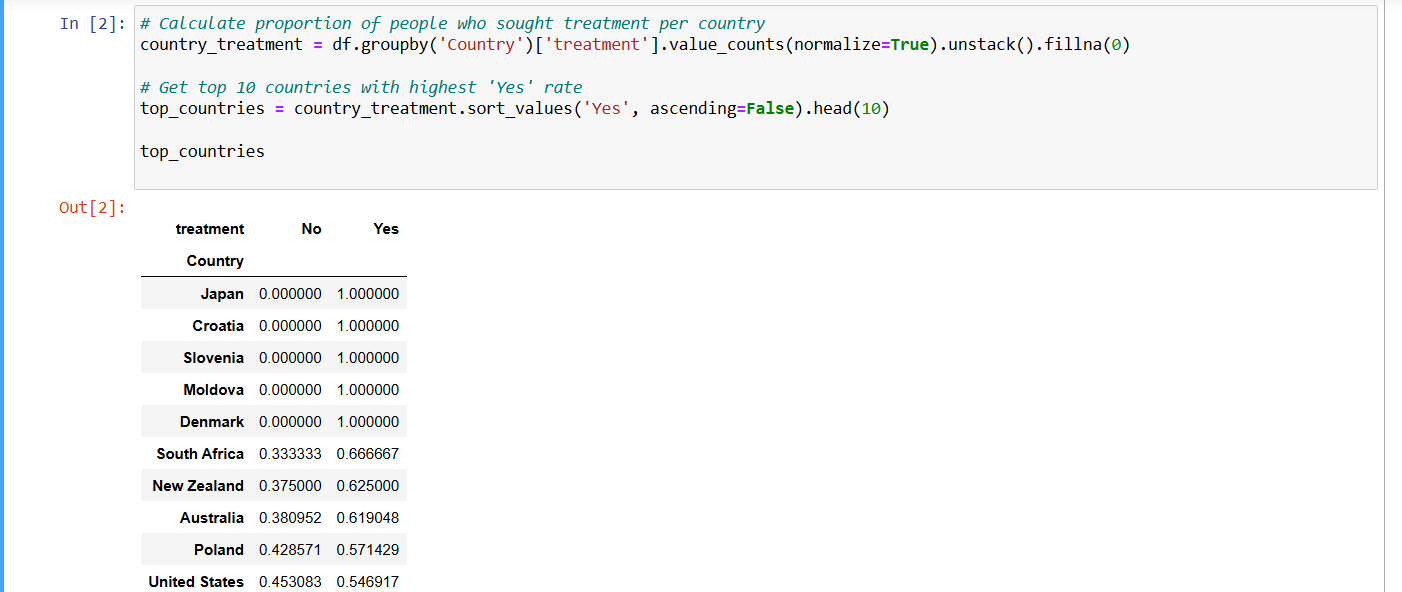 In [2]: # Calculate proportion of people who sought treatment per country
country_treatment = df.groupby('Country')['treatment'].value_counts(normalize=True).unstack().fillna(0)
# Get top 10 countries with highest 'Yes' rate
top_countries = country_treatment.sort_values('Yes', ascending=False).head(10)
top_countries
Out[2]:
treatment No Yes
Country
Japan 0.000000 1.000000
Croatia 0.000000 1.000000
Slovenia 0.000000 1.000000
Moldova 0.000000 1.000000
Denmark 0.000000 1.000000
South Africa 0.333333 0.666667
New Zealand 0.375000 0.625000
Australia 0.380952 0.619048
Poland 0.428571 0.571429
United States 0.453083 0.546917